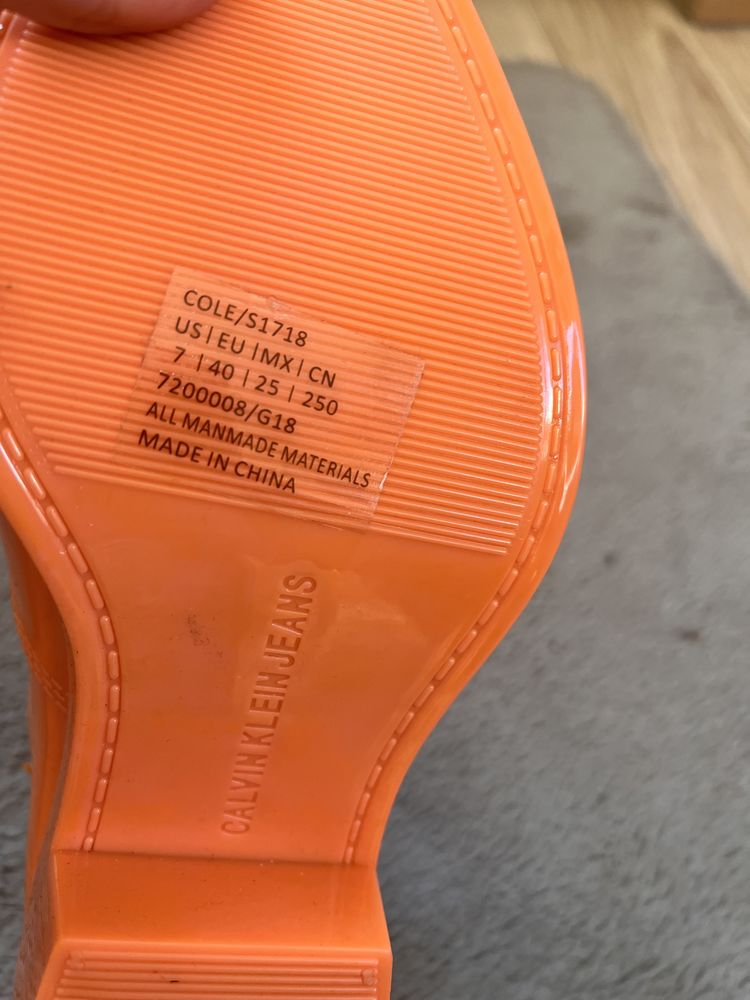 COLE/S1718
US | EU | MX | CN
7 | 40 | 25 | 250
7200008/G18
ALL MANMADE MATERIALS
MADE IN CHINA
CALVIN KLEIN JEANS